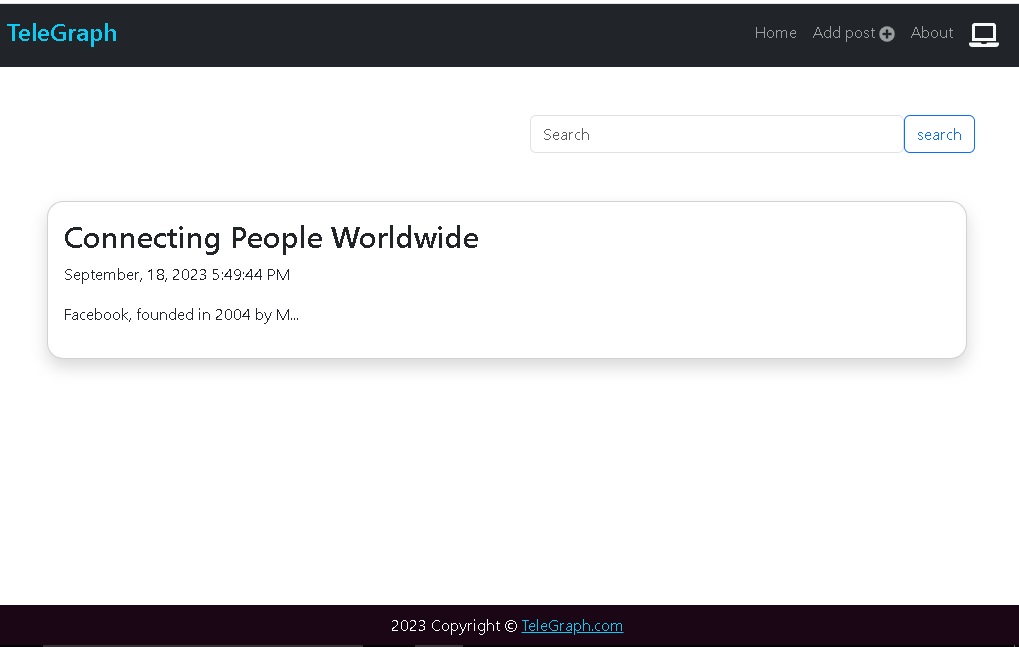 TeleGraph
Home Add post About
Search search
Connecting People Worldwide
September, 18, 2023 5:49:44 PM
Facebook, founded in 2004 by M...
2023 Copyright © TeleGraph.com